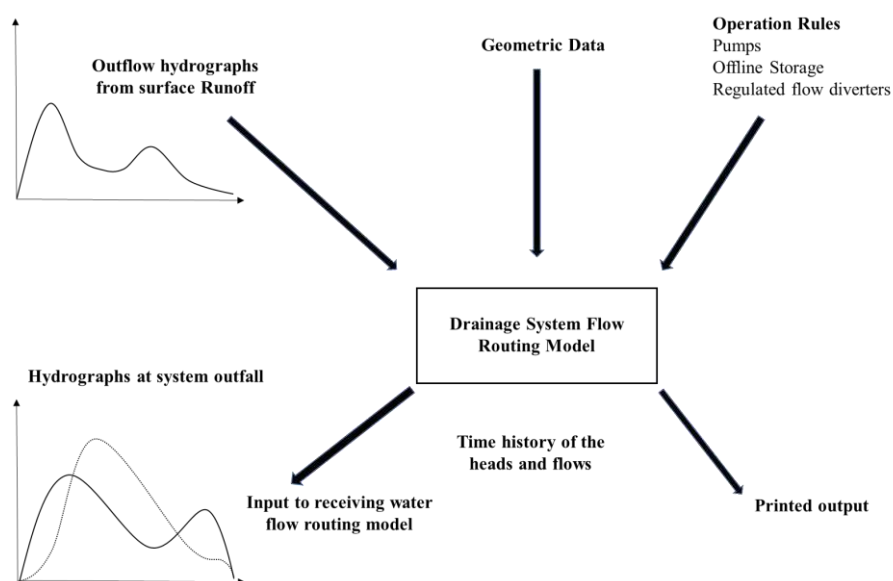 Outflow hydrographs
from surface Runoff
Geometric Data
Operation Rules
Pumps
Offline Storage
Regulated flow diverters
Drainage System Flow
Routing Model
Hydrographs at system outfall
Time history of the
heads and flows
Input to receiving water
flow routing model
Printed output